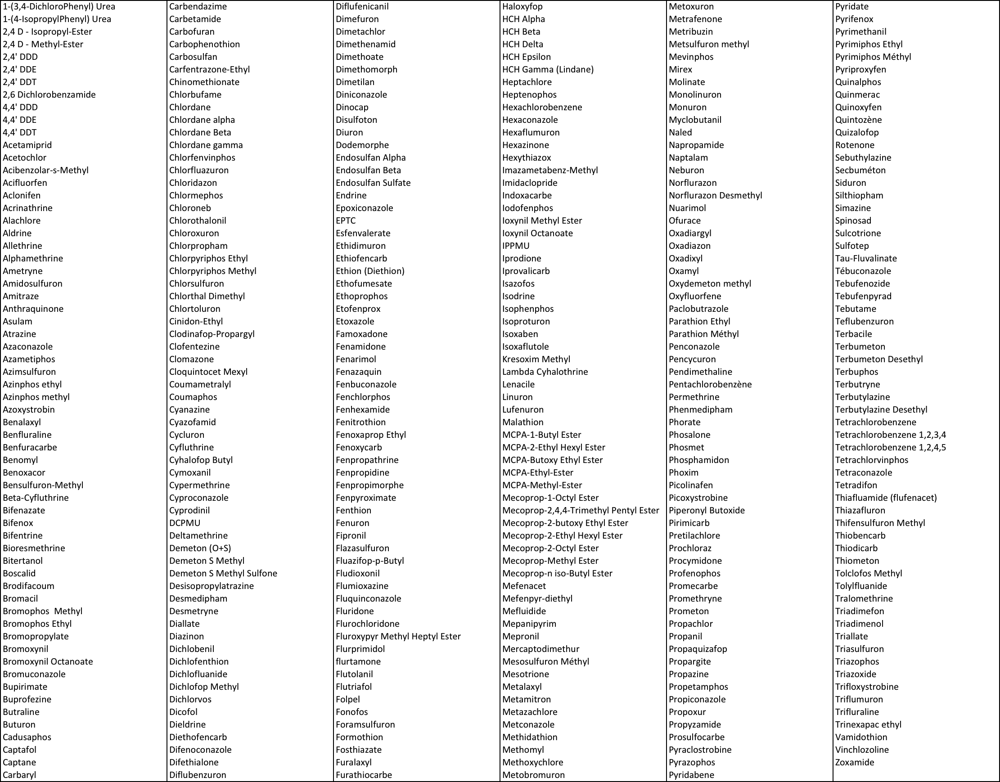 1-(3,4-DichloroPhenyl) Urea
1-(4-IsopropylPhenyl) Urea
2,4 D - Isopropyl-Ester
2,4 D - Methyl-Ester
2,4' DDD
2,4' DDE
2,4' DDT
2,6 Dichlorobenzamide
4,4' DDD
4,4' DDE
4,4' DDT
Acetamiprid
Acetochlor
Acibenzolar-s-Methyl
Acifluorfen
Aclonifen
Acrinathrine
Alachlore
Aldrine
Allethrine
Alphamethrine
Ametryne
Amidosulfuron
Amitraze
Anthraquinone
Asulam
Atrazine
Azaconazole
Azametiphos
Azimsulfuron
Azinphos ethyl
Azinphos methyl
Azoxystrobin
Benalaxyl
Benfluraline
Benfuracarbe
Benomyl
Benoxacor
Bensulfuron-Methyl
Beta-Cyfluthrine
Bifenazate
Bifenox
Bifentrine
Bioresmethrine
Bitertanol
Boscalid
Brodifacoum
Bromacil
Bromophos  Methyl
Bromophos Ethyl
Bromopropylate
Bromoxynil
Bromoxynil Octanoate
Bromuconazole
Bupirimate
Buprofezine
Butraline
Buturon
Cadusaphos
Captafol
Captane
Carbaryl
Carbendazime
Carbetamide
Carbofuran
Carbophenothion
Carbosulfan
Carfentrazone-Ethyl
Chinomethionate
Chlorbufame
Chlordane
Chlordane alpha
Chlordane Beta
Chlordane gamma
Chlorfenvinphos
Chlorfluazuron
Chloridazon
Chlormephos
Chloroneb
Chlorothalonil
Chloroxuron
Chlorpropham
Chlorpyriphos Ethyl
Chlorpyriphos Methyl
Chlorsulfuron
Chlorthal Dimethyl
Chlortoluron
Cinidon-Ethyl
Clodinafop-Propargyl
Clofentezine
Clomazone
Cloquintocet Mexyl
Coumametralyl
Coumaphos
Cyanazine
Cyazofamid
Cycluron
Cyfluthrine
Cyhalofop Butyl
Cymoxanil
Cypermethrine
Cyproconazole
Cyprodinil
DCPMU
Deltamethrine
Demeton (O+S)
Demeton S Methyl
Demeton S Methyl Sulfone
Desisopropylatrazine
Desmedipham
Desmetryne
Diallate
Diazinon
Dichlobenil
Dichlofenthion
Dichlofluanide
Dichlofop Methyl
Dichlorvos
Dicofol
Dieldrine
Diethofencarb
Difenoconazole
Difethialone
Diflubenzuron
Diflufenicanil
Dimefuron
Dimetachlor
Dimethenamid
Dimethoate
Dimethomorph
Dimetilan
Diniconazole
Dinocap
Disulfoton
Diuron
Dodemorphe
Endosulfan Alpha
Endosulfan Beta
Endosulfan Sulfate
Endrine
Epoxiconazole
EPTC
Esfenvalerate
Ethidimuron
Ethiofencarb
Ethion (Diethion)
Ethofumesate
Ethoprophos
Etofenprox
Etoxazole
Famoxadone
Fenamidone
Fenarimol
Fenazaquin
Fenbuconazole
Fenchlorphos
Fenhexamide
Fenitrothion
Fenoxaprop Ethyl
Fenoxycarb
Fenpropathrine
Fenpropidine
Fenpropimorphe
Fenpyroximate
Fenthion
Fenuron
Fipronil
Flazasulfuron
Fluazifop-p-Butyl
Fludioxonil
Flumioxazine
Fluquinconazole
Fluridone
Flurochloridone
Fluroxypyr Methyl Heptyl Ester
Flurprimidol
flurtamone
Flutolanil
Flutriafol
Folpel
Fonofos
Foramsulfuron
Formothion
Fosthiazate
Furalaxyl
Furathiocarbe
Haloxyfop
HCH Alpha
HCH Beta
HCH Delta
HCH Epsilon
HCH Gamma (Lindane)
Heptachlore
Heptenophos
Hexachlorobenzene
Hexaconazole
Hexaflumuron
Hexazinone
Hexythiazox
Imazametabenz-Methyl
Imidaclopride
Indoxacarbe
Iodofenphos
Ioxynil Methyl Ester
Ioxynil Octanoate
IPPMU
Iprodione
Iprovalicarb
Isazofos
Isodrine
Isophenphos
Isoproturon
Isoxaben
Isoxaflutole
Kresoxim Methyl
Lambda Cyhalothrine
Lenacile
Linuron
Lufenuron
Malathion
MCPA-1-Butyl Ester
MCPA-2-Ethyl Hexyl Ester
MCPA-Butoxy Ethyl Ester
MCPA-Ethyl-Ester
MCPA-Methyl-Ester
Mecoprop-1-Octyl Ester
Mecoprop-2,4,4-Trimethyl Pentyl Ester
Mecoprop-2-butoxy Ethyl Ester
Mecoprop-2-Ethyl Hexyl Ester
Mecoprop-2-Octyl Ester
Mecoprop-Methyl Ester
Mecoprop-n iso-Butyl Ester
Mefenacet
Mefenpyr-diethyl
Mefluidide
Mepanipyrim
Mepronil
Mercaptodimethur
Mesosulfuron Méthyl
Mesotrione
Metalaxyl
Metamitron
Metazachlore
Metconazole
Methidathion
Methomyl
Methoxychlore
Metobromuron
Metoxuron
Metrafenone
Metribuzin
Metsulfuron methyl
Mevinphos
Mirex
Molinate
Monolinuron
Monuron
Myclobutanil
Naled
Napropamide
Naptalam
Neburon
Norflurazon
Norflurazon Desmethyl
Nuarimol
Ofurace
Oxadiargyl
Oxadiazon
Oxadixyl
Oxamyl
Oxydemeton methyl
Oxyfluorfene
Paclobutrazole
Parathion Ethyl
Parathion Méthyl
Penconazole
Pencycuron
Pendimethaline
Pentachlorobenzène
Permethrine
Phenmedipham
Phorate
Phosalone
Phosmet
Phosphamidon
Phoxim
Picolinafen
Picoxystrobine
Piperonyl Butoxide
Pirimicarb
Pretilachlore
Prochloraz
Procymidone
Profenophos
Promecarbe
Promethryne
Prometon
Propachlor
Propanil
Propaquizafop
Propargite
Propazine
Propetamphos
Propiconazole
Propoxur
Propyzamide
Prosulfocarbe
Pyraclostrobine
Pyrazophos
Pyridabene
Pyridate
Pyrifenox
Pyrimethanil
Pyrimiphos Ethyl
Pyrimiphos Méthyl
Pyriproxyfen
Quinalphos
Quinmerac
Quinoxyfen
Quintozène
Quizalofop
Rotenone
Sebuthylazine
Secbuméton
Siduron
Silthiopham
Simazine
Spinosad
Sulcotrione
Sulfotep
Tau-Fluvalinate
Tébuconazole
Tebufenozide
Tebufenpyrad
Tebutame
Teflubenzuron
Terbacile
Terbumeton
Terbumeton Desethyl
Terbuphos
Terbutryne
Terbutylazine
Terbutylazine Desethyl
Tetrachlorobenzene
Tetrachlorobenzene 1,2,3,4
Tetrachlorobenzene 1,2,4,5
Tetrachlorvinphos
Tetraconazole
Tetradifon
Thiafluamide (flufenacet)
Thiazafluron
Thifensulfuron Methyl
Thiobencarb
Thiodicarb
Thiometon
Tolclofos Methyl
Tolylfluanide
Tralomethrine
Triadimefon
Triadimenol
Triallate
Triasulfuron
Triazophos
Triazoxide
Trifloxystrobine
Triflumuron
Trifluraline
Trinexapac ethyl
Vamidothion
Vinchlozoline
Zoxamide